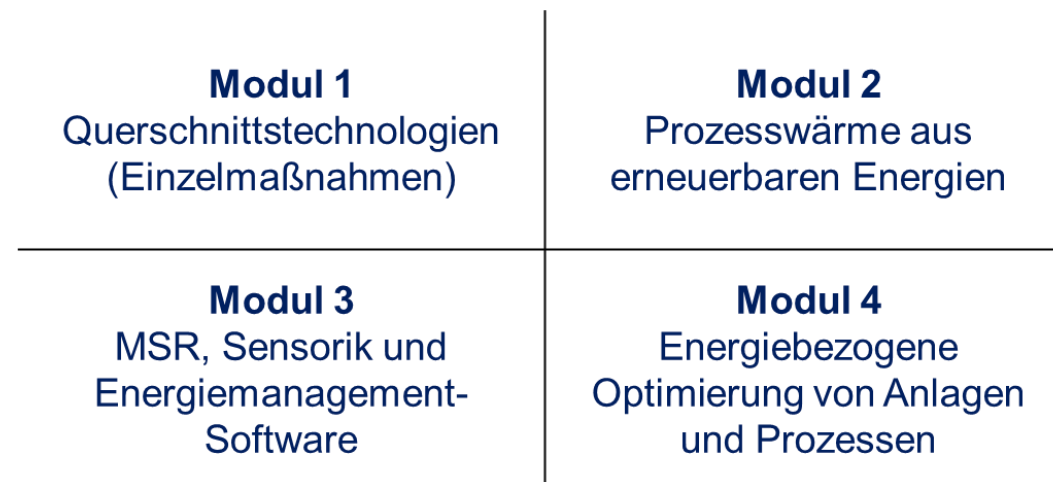 Modul 1
Querschnittstechnologien
(Einzelmaßnahmen)
Modul 2
Prozesswärme aus
erneuerbaren Energien
Modul 3
MSR, Sensorik und
Energiemanagement-
Software
Modul 4
Energiebezogene
Optimierung von Anlagen
und Prozessen